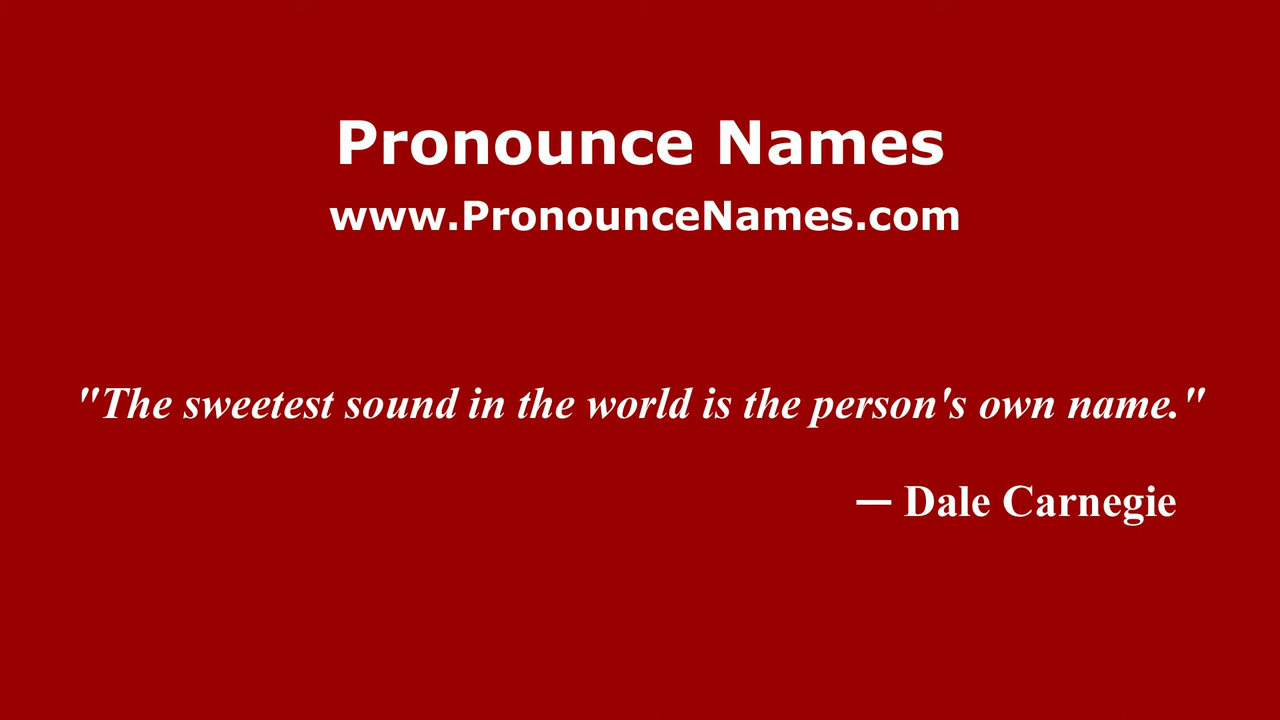 Pronounce Names
www.PronounceNames.com
"The sweetest sound in the world is the person's own name."
— Dale Carnegie